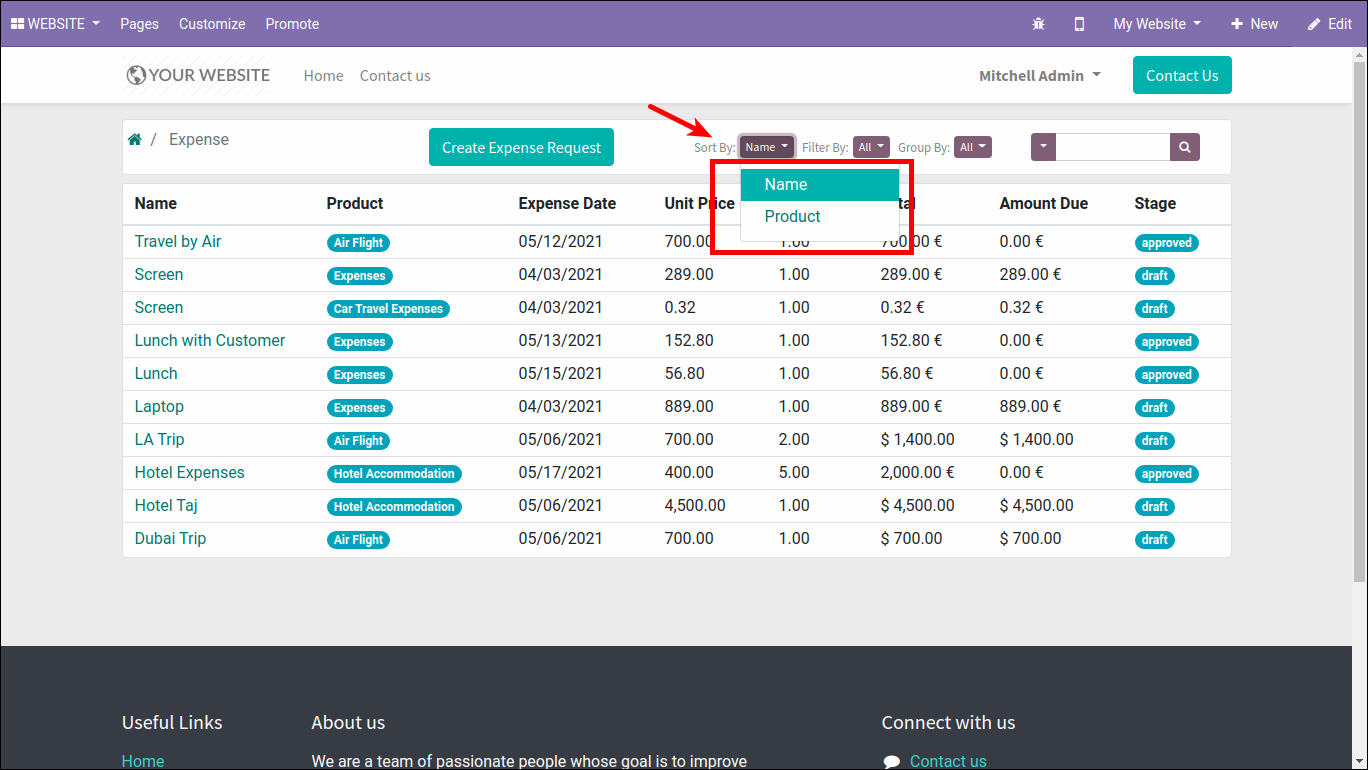 WEBSITE Pages Customize Promote My Website New Edit
YOUR WEBSITE Home Contact us Mitchell Admin Contact Us
/ Expense Create Expense Request Sort By: Name Filter By: All Group By: All
Name
Product
Name Product Expense Date Unit Price Amount Due Stage
Travel by Air Air Flight 05/12/2021 700.00 1.00 700.00 € 0.00 € approved
Screen Expenses 04/03/2021 289.00 1.00 289.00 € 289.00 € draft
Screen Car Travel Expenses 04/03/2021 0.32 1.00 0.32 € 0.32 € draft
Lunch with Customer Expenses 05/13/2021 152.80 1.00 152.80 € 0.00 € approved
Lunch Expenses 05/15/2021 56.80 1.00 56.80 € 0.00 € approved
Laptop Expenses 04/03/2021 889.00 1.00 889.00 € 889.00 € draft
LA Trip Air Flight 05/06/2021 700.00 2.00 $ 1,400.00 $ 1,400.00 draft
Hotel Expenses Hotel Accommodation 05/17/2021 400.00 5.00 2,000.00 € 0.00 € approved
Hotel Taj Hotel Accommodation 05/06/2021 4,500.00 1.00 $ 4,500.00 $ 4,500.00 draft
Dubai Trip Air Flight 05/06/2021 700.00 1.00 $ 700.00 $ 700.00 draft
Useful Links About us Connect with us
Home We are a team of passionate people whose goal is to improve Contact us